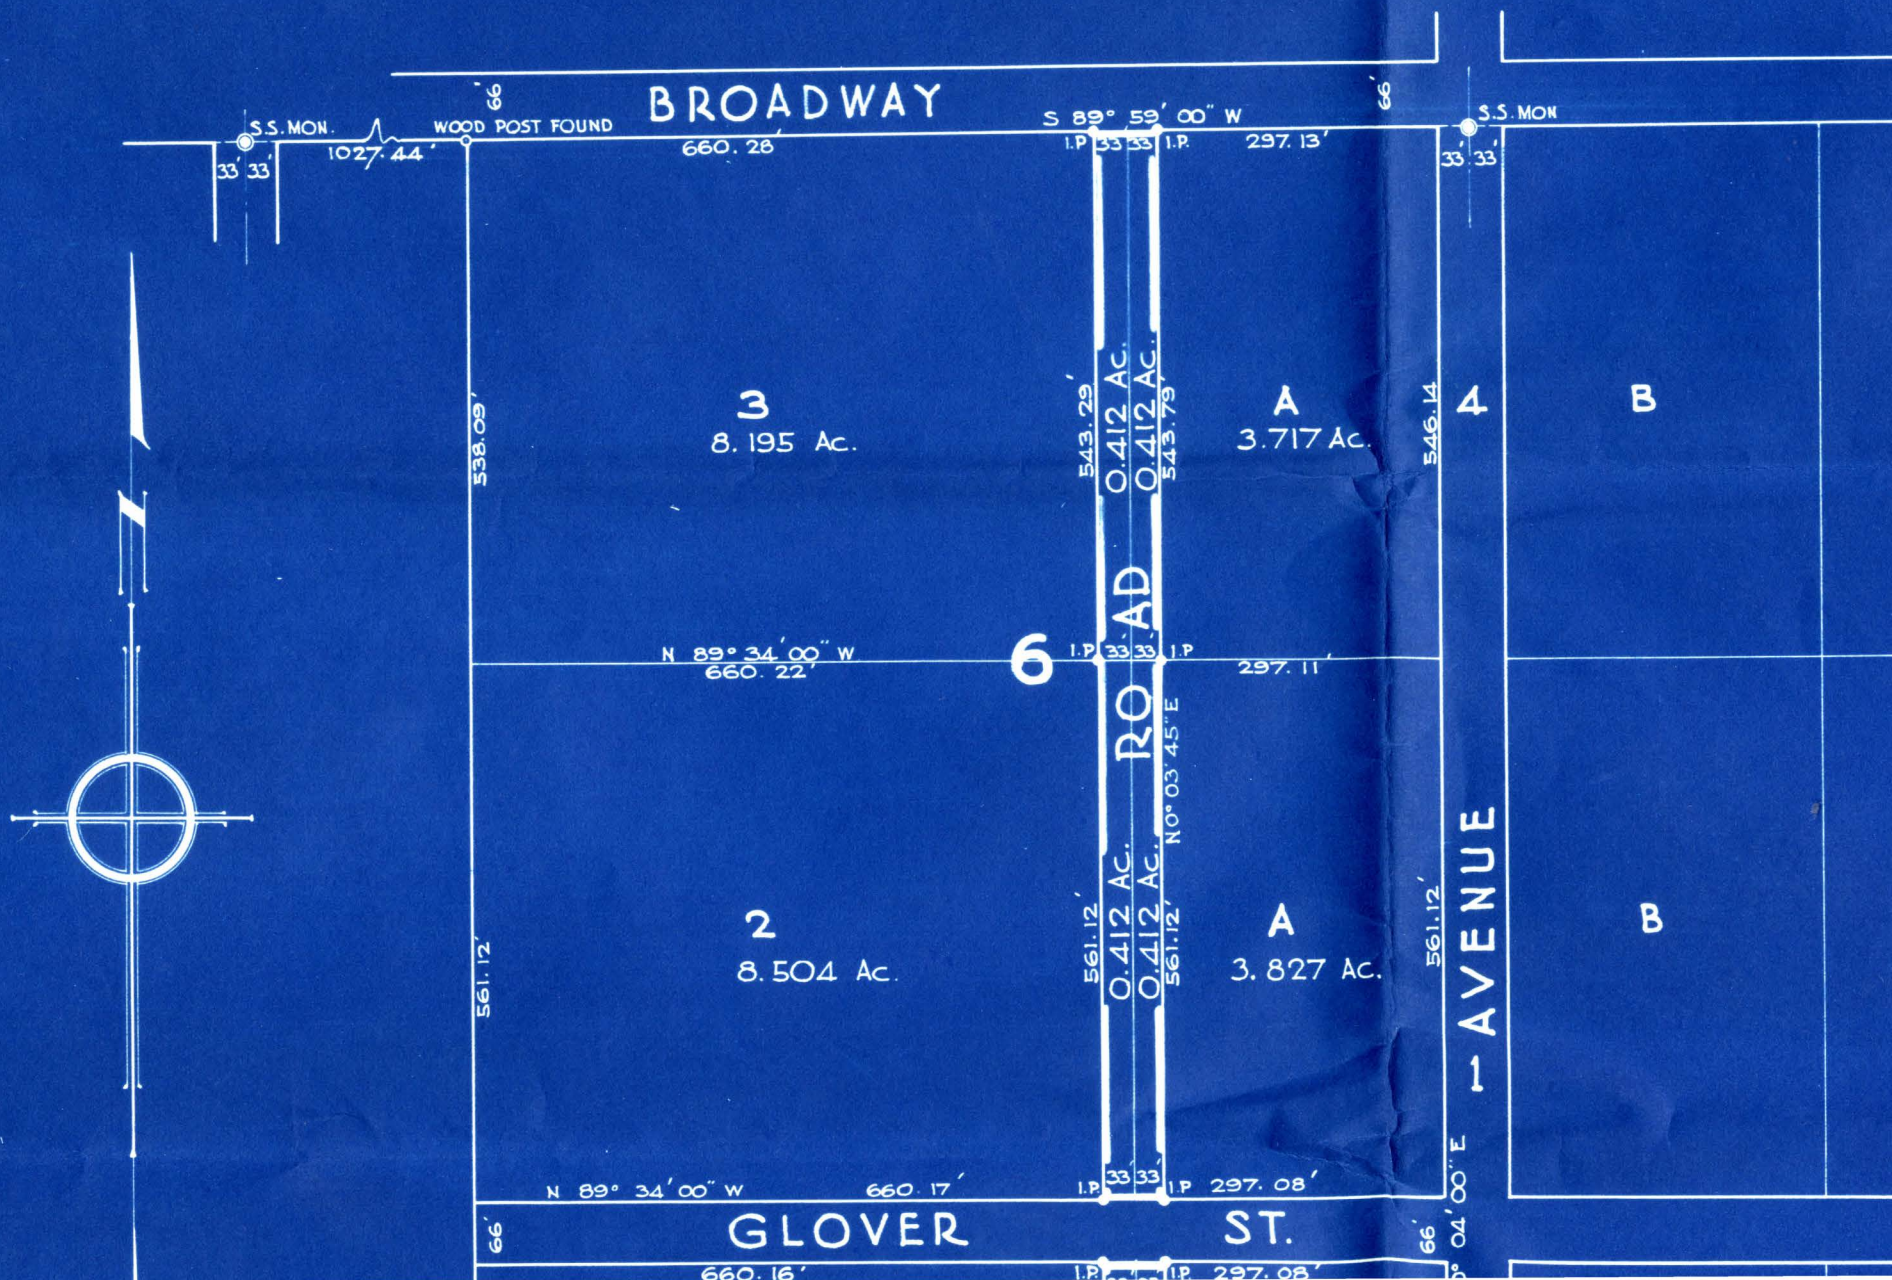 66'
BROADWAY
66'
S.S. MON.
WOOD POST FOUND
S 89° 59' 00" W
S.S. MON
1027.44'
660.28'
I.P.
33' 33'
I.P.
297.13'
33' 33'
33' 33'
538.09'
3
8.195 Ac.
543.29'
0.412 Ac.
0.412 Ac.
543.79'
A
3.717 Ac.
546.14
4
B
N
N 89° 34' 00" W
660.22'
6
I.P.
33' 33'
I.P
297.11'
ROAD
N0° 03' 45" E
561.12'
2
8.504 Ac.
561.12'
0.412 Ac.
0.412 Ac.
561.12'
A
3.827 Ac.
561.12'
1 AVENUE
B
N 89° 34' 00" W
660.17'
I.P.
33' 33'
I.P
297.08'
04' 00" E
66'
GLOVER ST.
66'
660.16'
I.P.
I.P.
297.08'